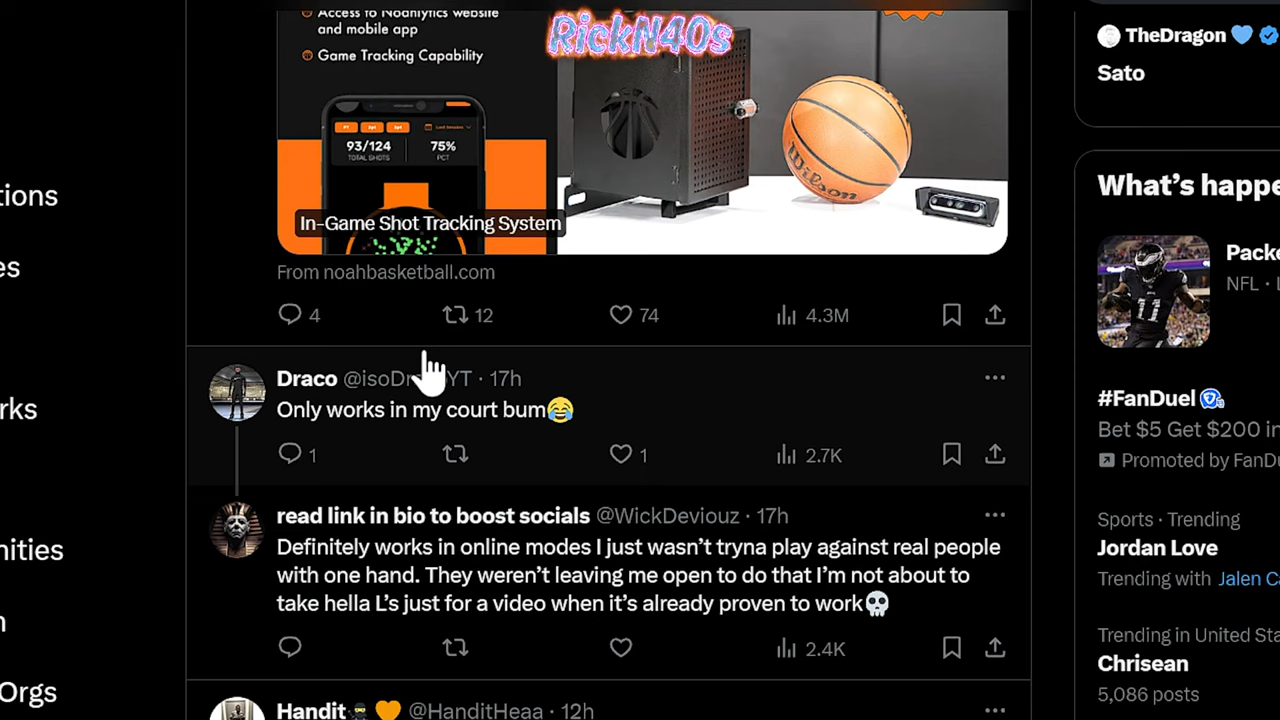 Access to Noahlytics website
and mobile app
Game Tracking Capability
RickN40s
93/124
TOTAL SHOTS
75%
PCT
Wilson
In-Game Shot Tracking System
From noahbasketball.com
4
12
74
4.3M
Draco @isoDr YT · 17h
Only works in my court bum😂
1
1
2.7K
read link in bio to boost socials @WickDeviouz · 17h
Definitely works in online modes I just wasn't tryna play against real people
with one hand. They weren't leaving me open to do that I'm not about to
take hella L's just for a video when it's already proven to work💀
2.4K
Handit🥷🧡 @HanditHeaa · 12h
tions
es
rks
nities
n
Orgs
TheDragon 🩵
Sato
What's happe
Packe
NFL · L
11
#FanDuel
Bet $5 Get $200 in
Promoted by FanDu
Sports · Trending
Jordan Love
Trending with Jalen Ca
Trending in United Sta
Chrisean
5,086 posts